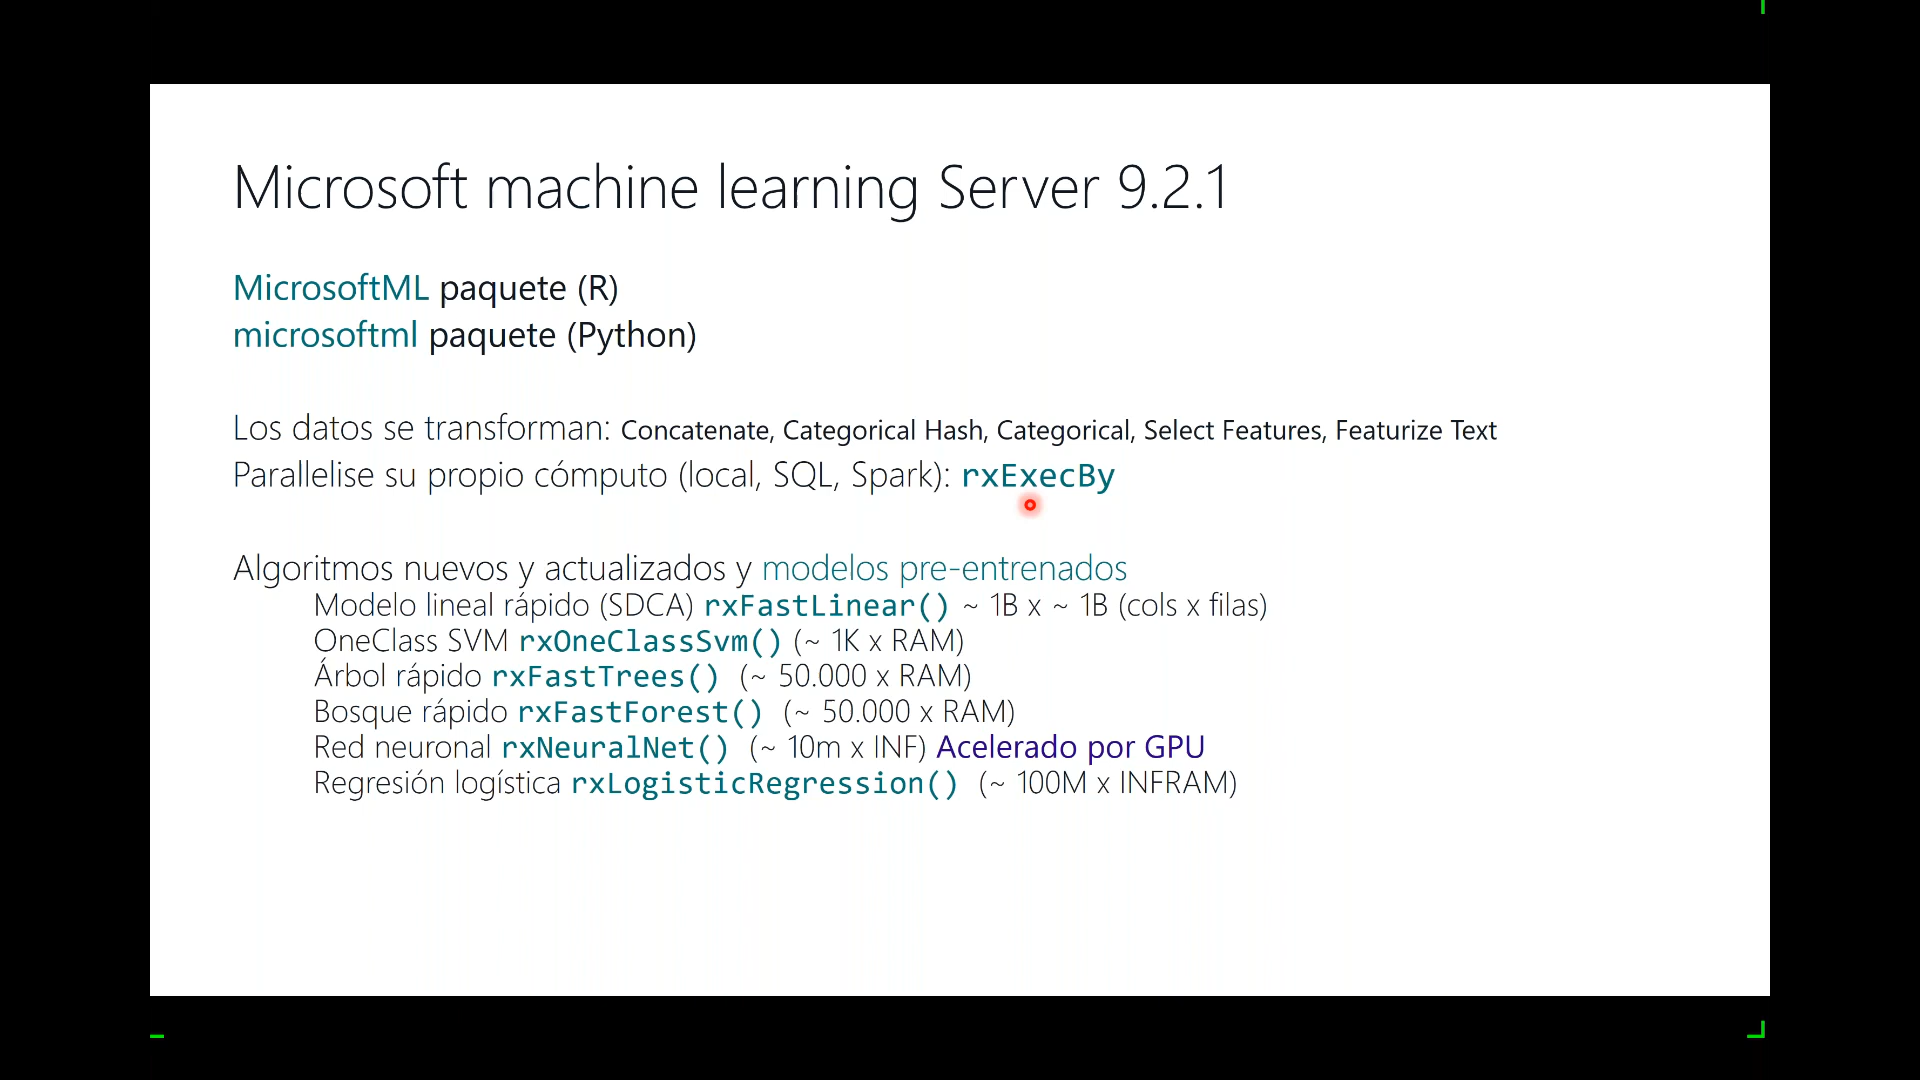 Microsoft machine learning Server 9.2.1
MicrosoftML paquete (R)
microsoftml paquete (Python)
Los datos se transforman: Concatenate, Categorical Hash, Categorical, Select Features, Featurize Text
Parallelise su propio cómputo (local, SQL, Spark): rxExecBy
Algoritmos nuevos y actualizados y modelos pre-entrenados
Modelo lineal rápido (SDCA) rxFastLinear() ~ 1B x ~ 1B (cols x filas)
OneClass SVM rxOneClassSvm() (~ 1K x RAM)
Árbol rápido rxFastTrees() (~ 50.000 x RAM)
Bosque rápido rxFastForest() (~ 50.000 x RAM)
Red neuronal rxNeuralNet() (~ 10m x INF) Acelerado por GPU
Regresión logística rxLogisticRegression() (~ 100M x INFRAM)